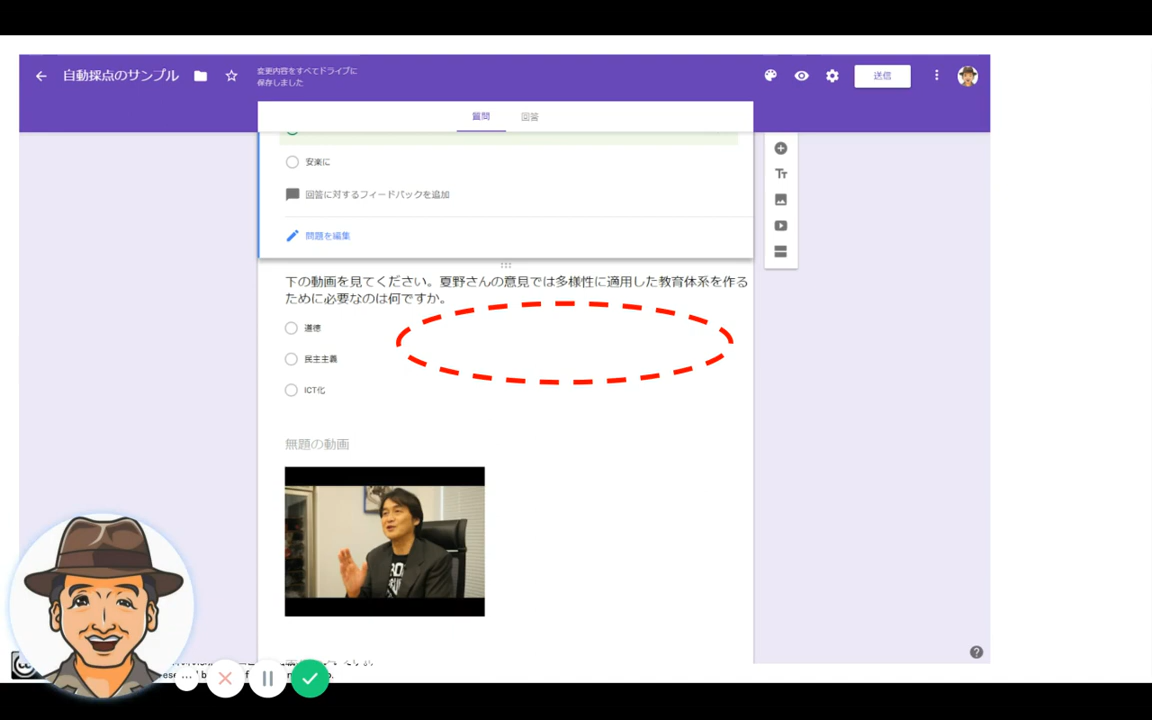 自動採点のサンプル
変更内容をすべてドライブに
保存しました
送信
質問
回答
安楽に
回答に対するフィードバックを追加
問題を編集
Tт
下の動画を見てください。夏野さんの意見では多様性に適用した教育体系を作る
ために必要なのは何ですか。
道徳
民主主義
ICT化
無題の動画